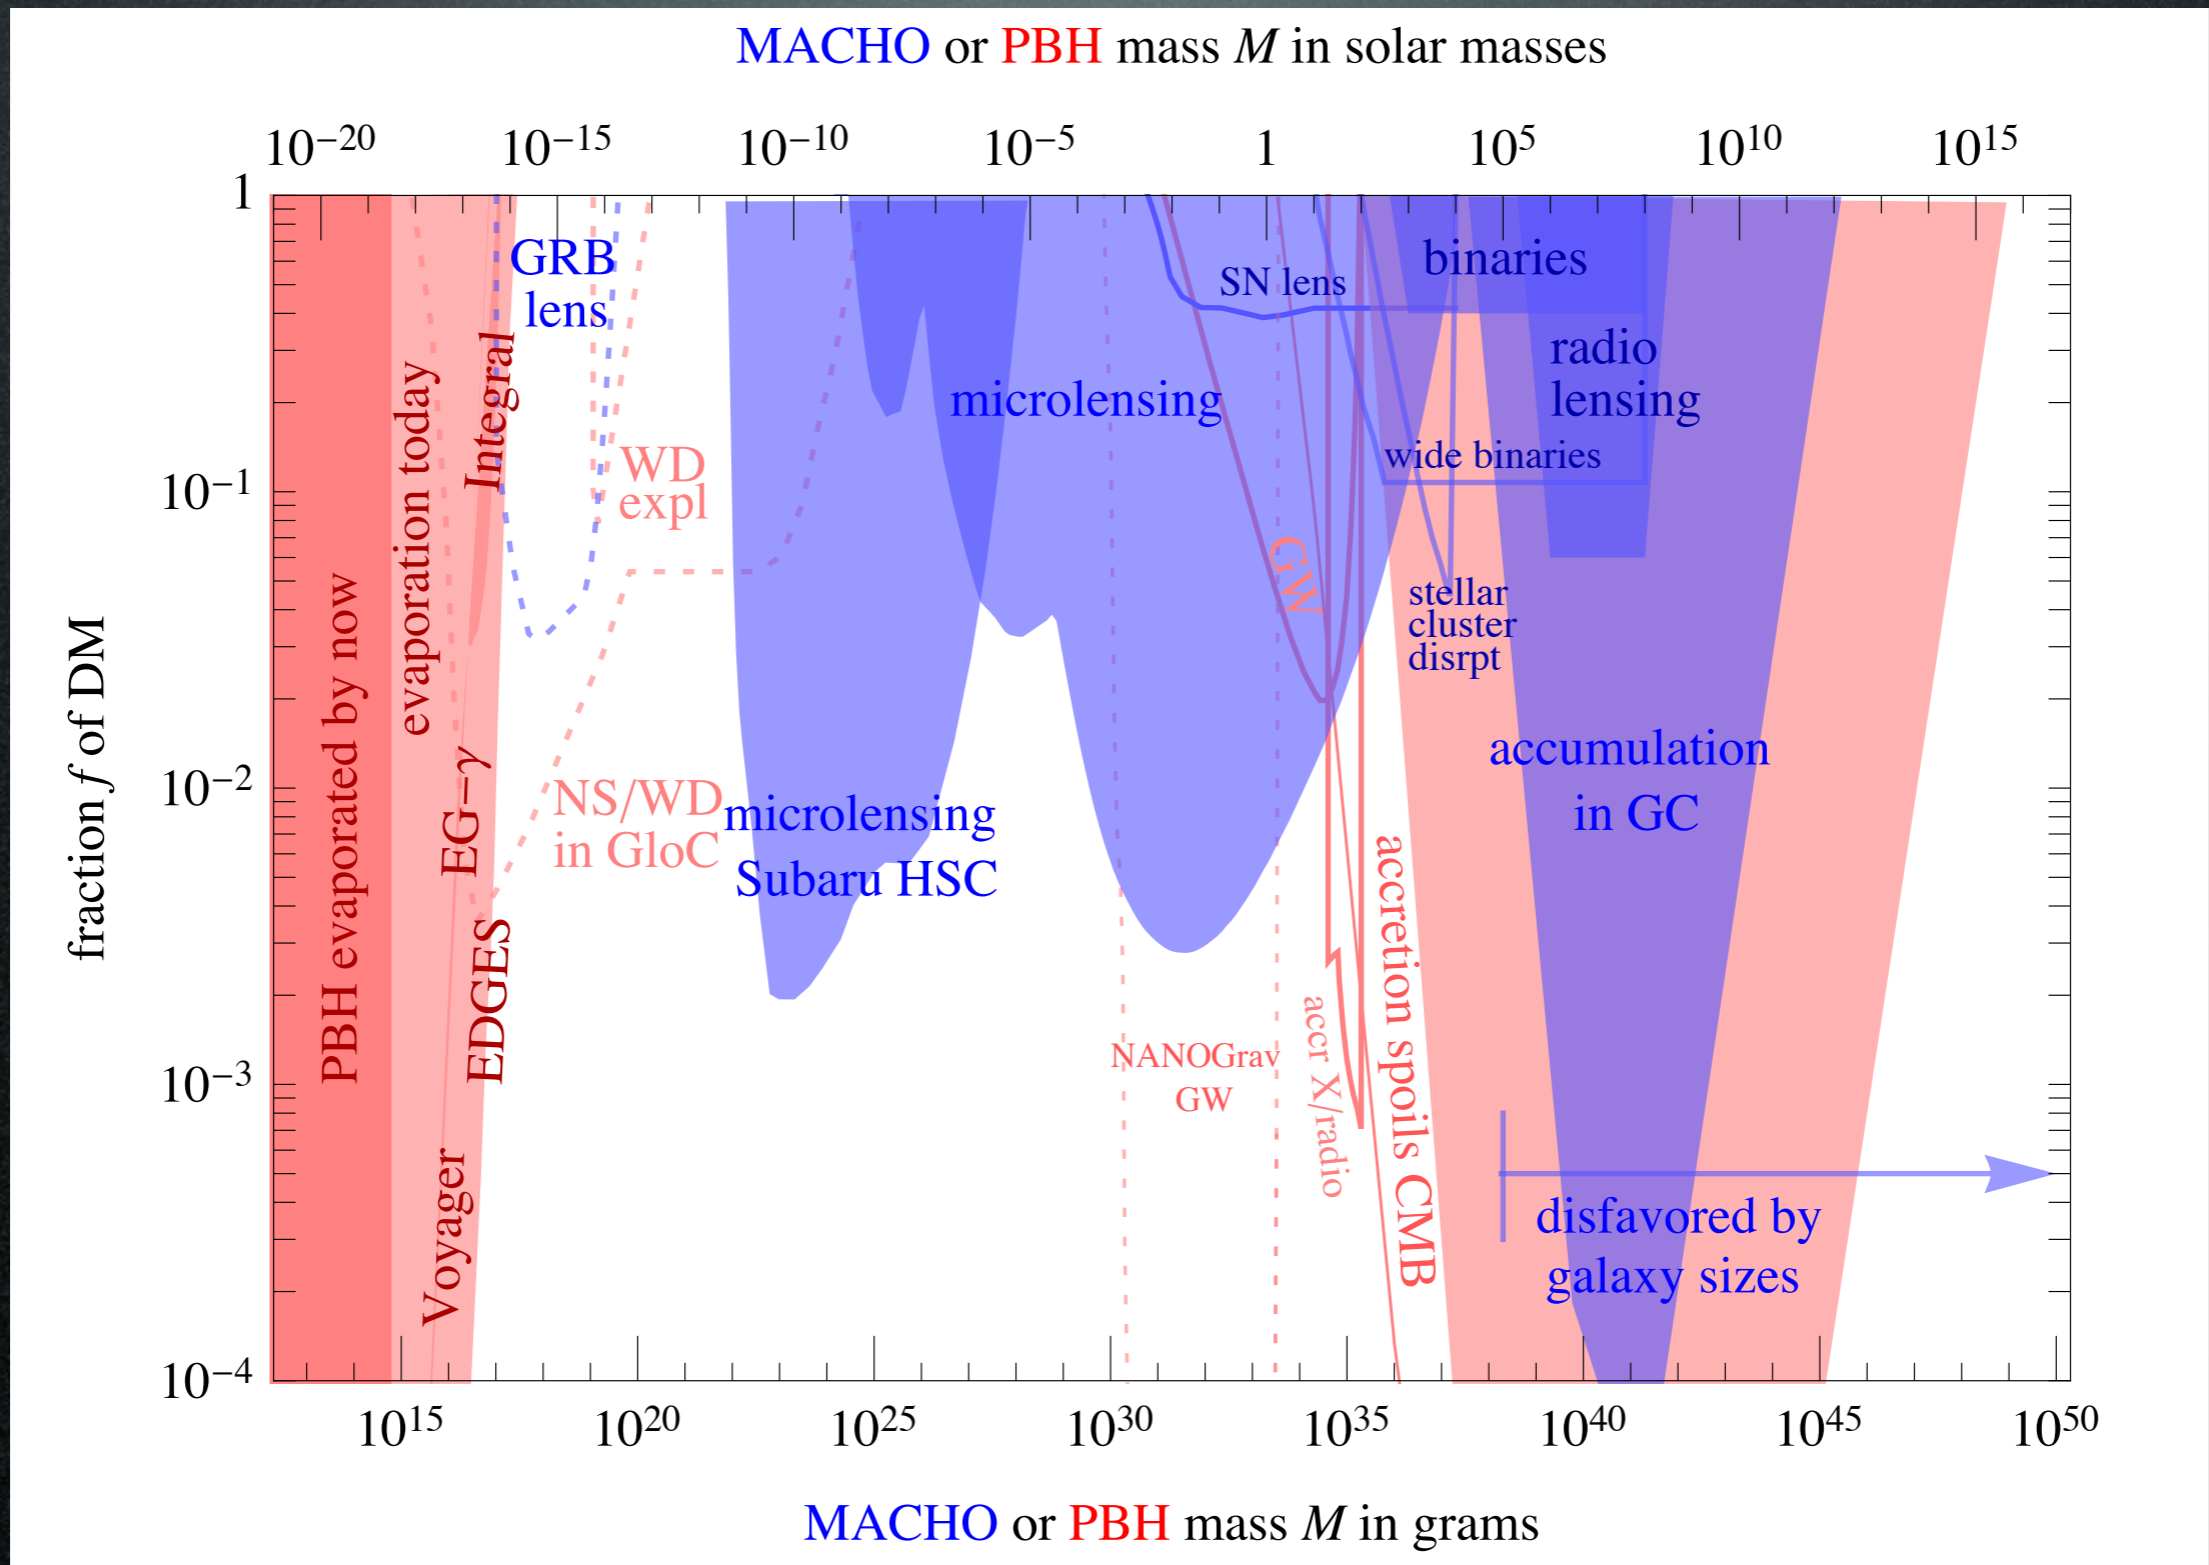 MACHO or PBH mass M in solar masses
10⁻²⁰ 10⁻¹⁵ 10⁻¹⁰ 10⁻⁵ 1 10⁵ 10¹⁰ 10¹⁵
1
10⁻¹
10⁻²
10⁻³
10⁻⁴
fraction f of DM
PBH evaporated by now
evaporation today
Integral
EG−γ
EDGES
Voyager
GRB
lens
WD
expl
NS/WD
in GloC
microlensing
Subaru HSC
microlensing
SN lens
GW
NANOGrav
GW
accr X/radio
accretion spoils CMB
binaries
radio
lensing
wide binaries
stellar
cluster
disrpt
accumulation
in GC
disfavored by
galaxy sizes
10¹⁵ 10²⁰ 10²⁵ 10³⁰ 10³⁵ 10⁴⁰ 10⁴⁵ 10⁵⁰
MACHO or PBH mass M in grams